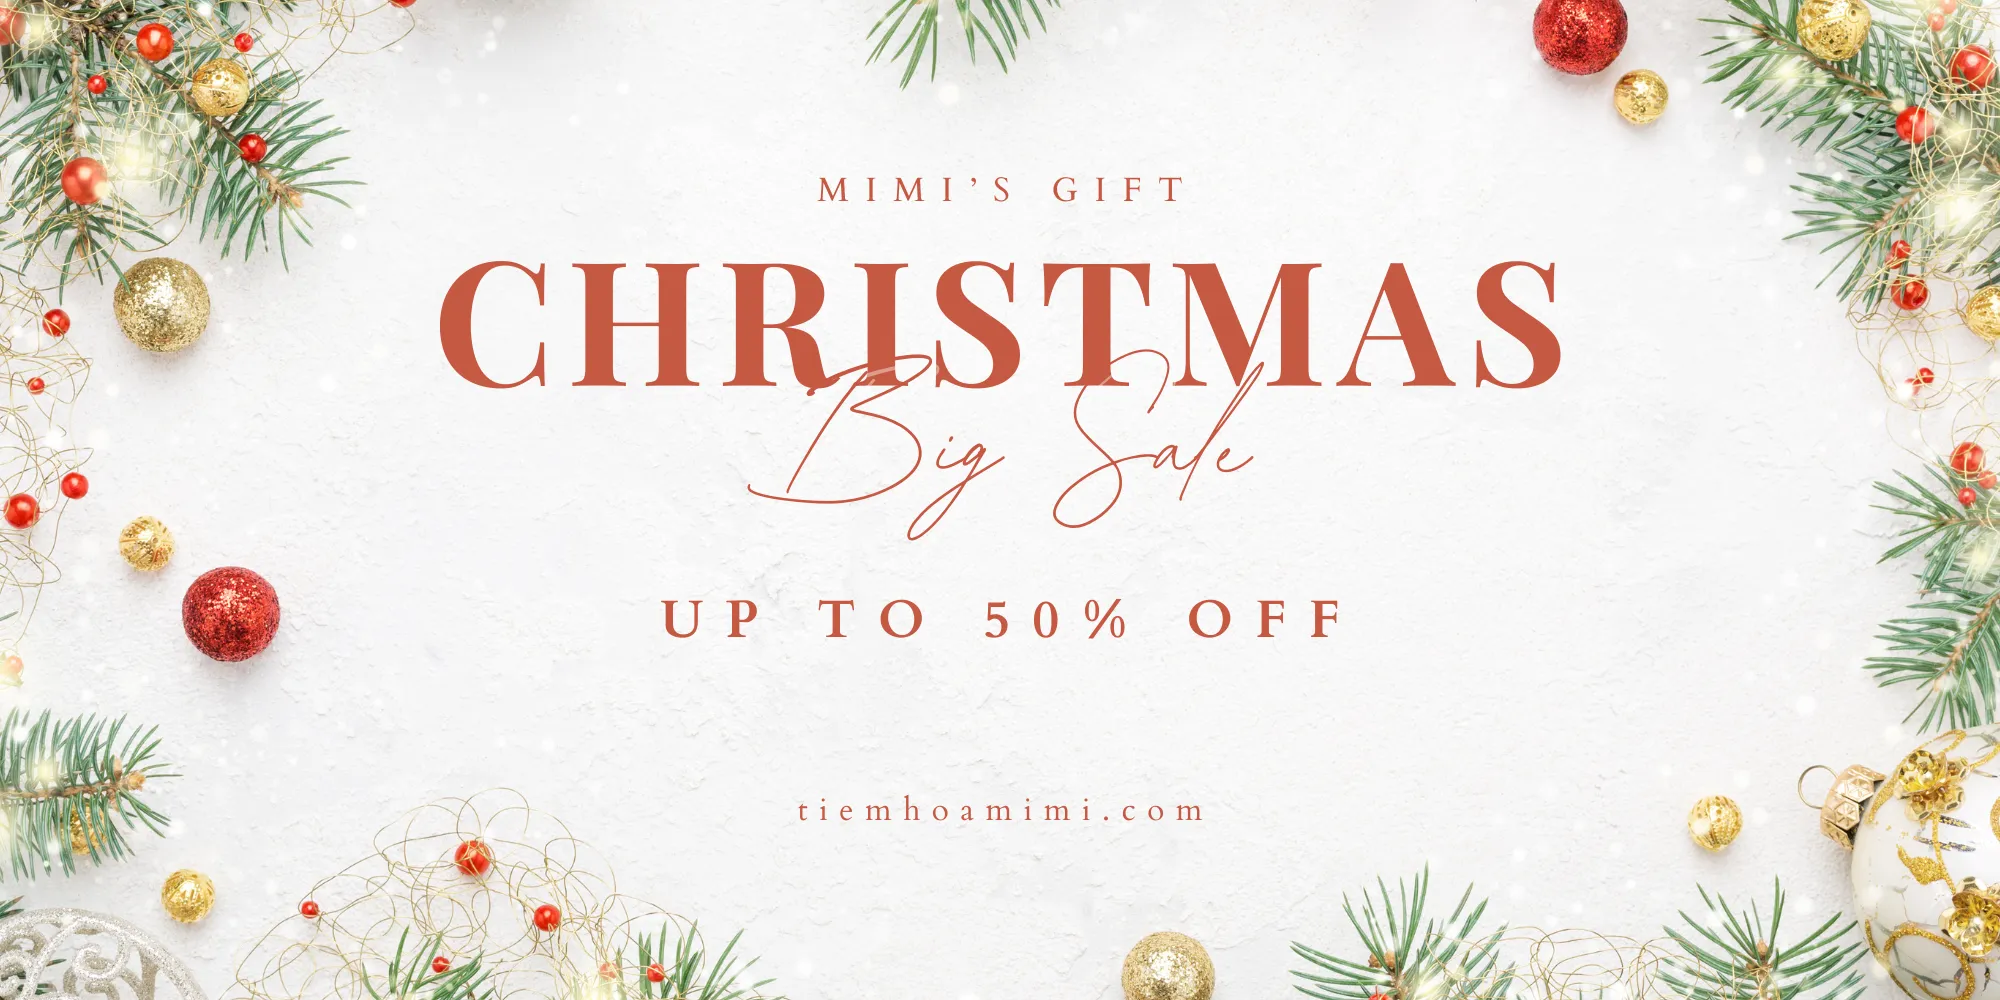 MIMI’S GIFT
CHRISTMAS
Big Sale
UP TO 50% OFF
tiemhoamimi.com